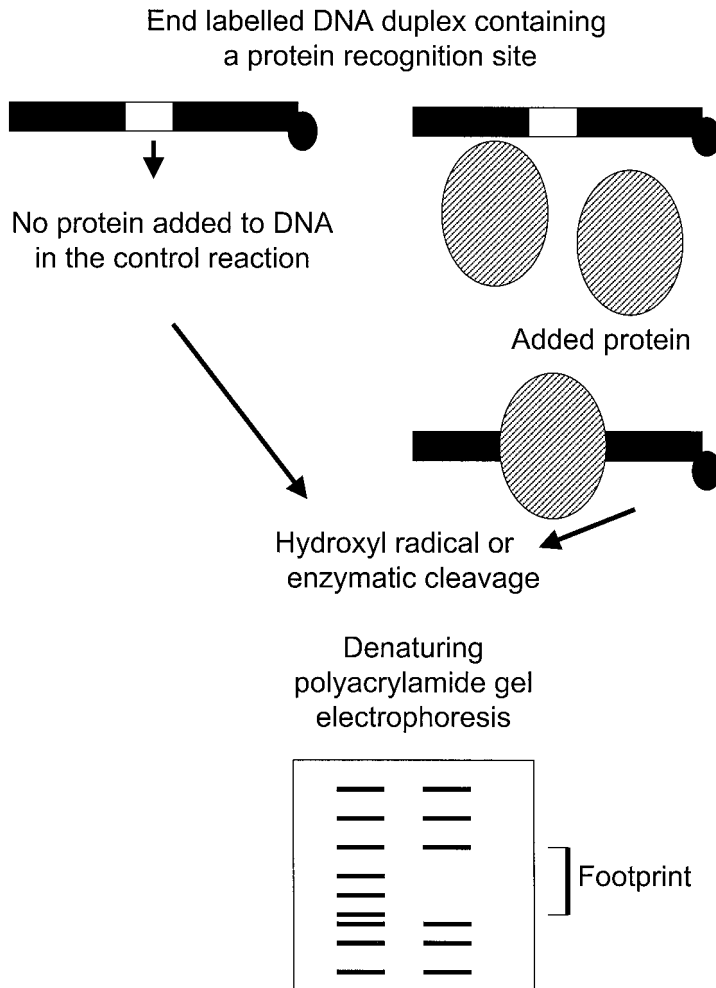 End labelled DNA duplex containing
a protein recognition site
No protein added to DNA
in the control reaction
Added protein
Hydroxyl radical or
enzymatic cleavage
Denaturing
polyacrylamide gel
electrophoresis
Footprint